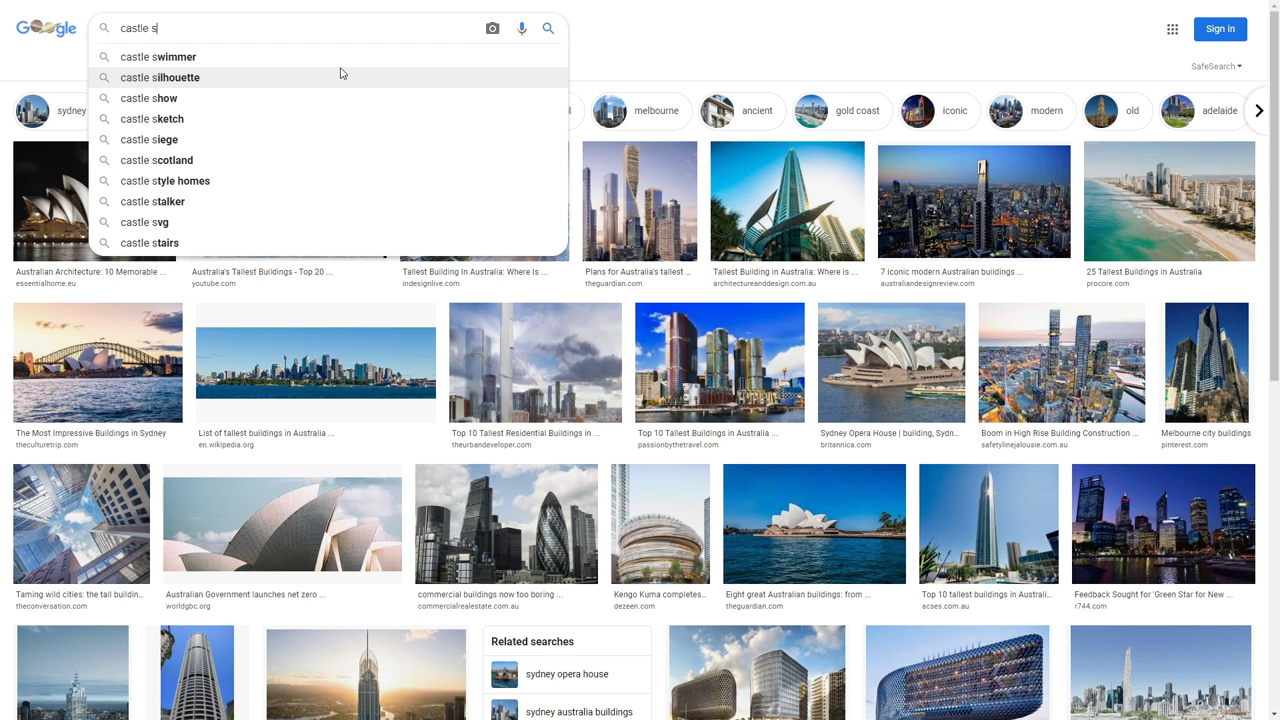 Google
castle s
Sign in
SafeSearch
castle swimmer
castle silhouette
castle show
castle sketch
castle siege
castle scotland
castle style homes
castle stalker
castle svg
castle stairs
sydney
melbourne
ancient
gold coast
iconic
modern
old
adelaide
Australian Architecture: 10 Memorable ...
essentialhome.eu
Australia's Tallest Buildings - Top 20 ...
youtube.com
Tallest Building In Australia: Where Is ...
indesignlive.com
Plans for Australia's tallest ...
theguardian.com
Tallest Building in Australia: Where is ...
architectureanddesign.com.au
7 iconic modern Australian buildings ...
australiandesignreview.com
25 Tallest Buildings in Australia
procore.com
The Most Impressive Buildings in Sydney
theculturetrip.com
List of tallest buildings in Australia ...
en.wikipedia.org
Top 10 Tallest Residential Buildings in ...
theurbandeveloper.com
Top 10 Tallest Buildings in Australia ...
passionbythetravel.com
Sydney Opera House | building, Sydn...
britannica.com
Boom in High Rise Building Construction ...
safetylinejalousie.com.au
Melbourne city buildings
pinterest.com
Taming wild cities: the tall buildin...
theconversation.com
Australian Government launches net zero ...
worldgbc.org
commercial buildings now too boring ...
commercialrealestate.com.au
Kengo Kuma completes...
dezeen.com
Eight great Australian buildings: from ...
theguardian.com
Top 10 tallest buildings in Australi...
acses.com.au
Feedback Sought for 'Green Star for New ...
r744.com
Related searches
sydney opera house
sydney australia buildings